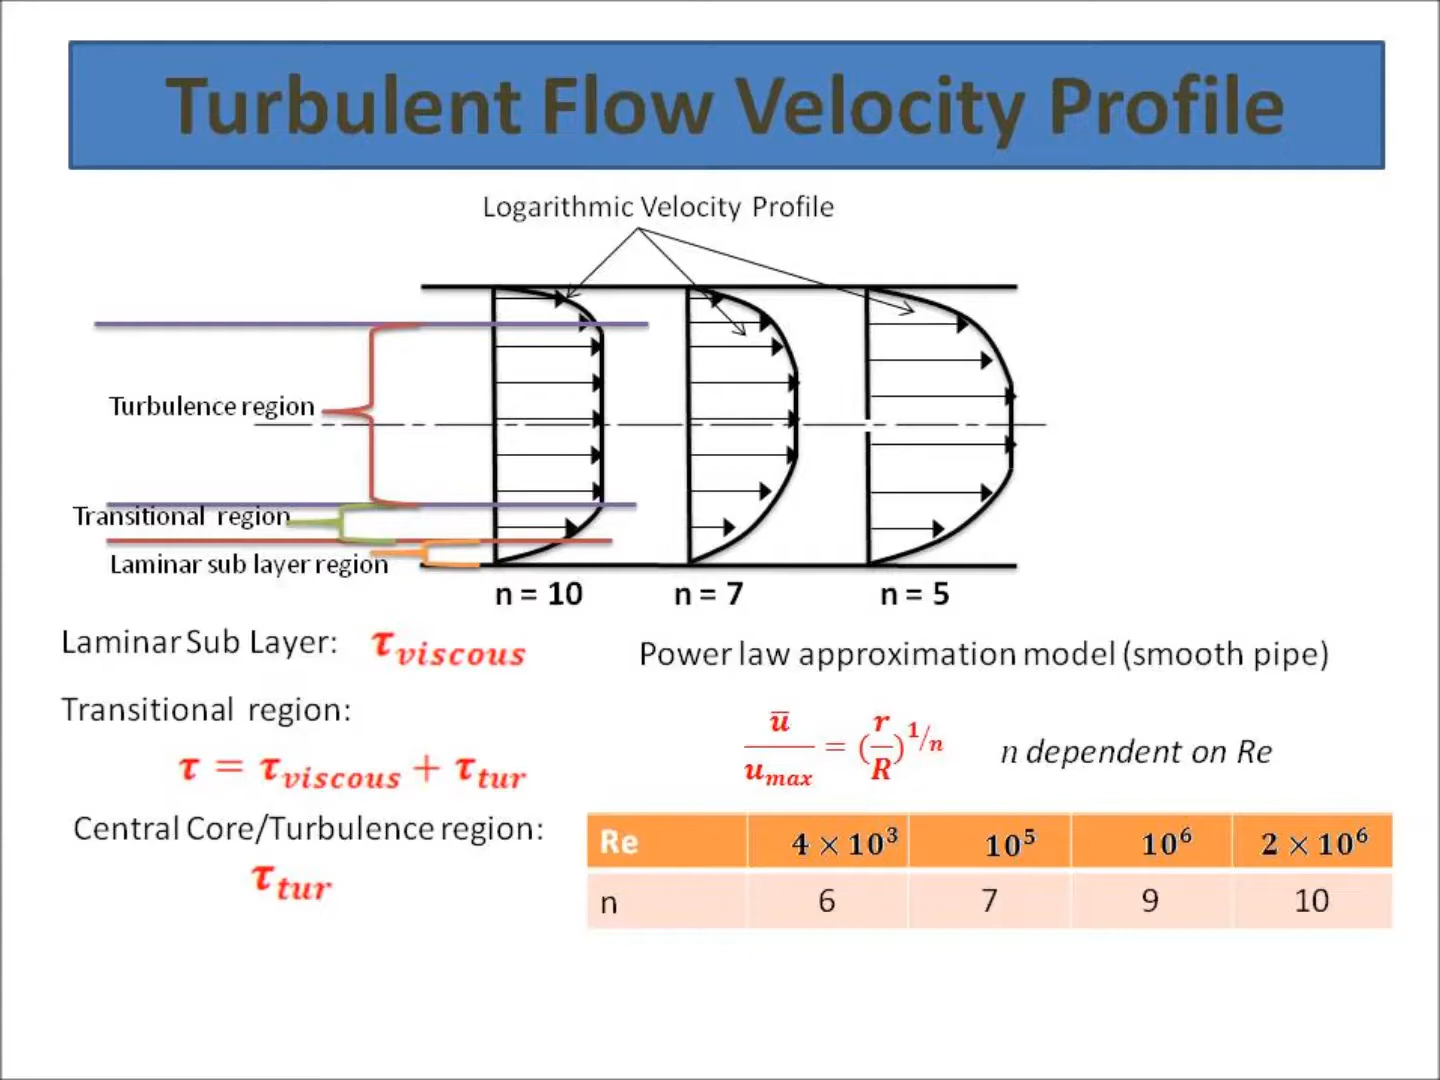 Turbulent Flow Velocity Profile
Logarithmic Velocity Profile
Turbulence region
Transitional region
Laminar sub layer region
n = 10
n = 7
n = 5
Laminar Sub Layer: τ_viscous
Transitional region:
τ = τ_viscous + τ_tur
Central Core/Turbulence region:
τ_tur
Power law approximation model (smooth pipe)
u̅/u_max = (r/R)^1/n
n dependent on Re
Re 4 × 10³ 10⁵ 10⁶ 2 × 10⁶
n 6 7 9 10